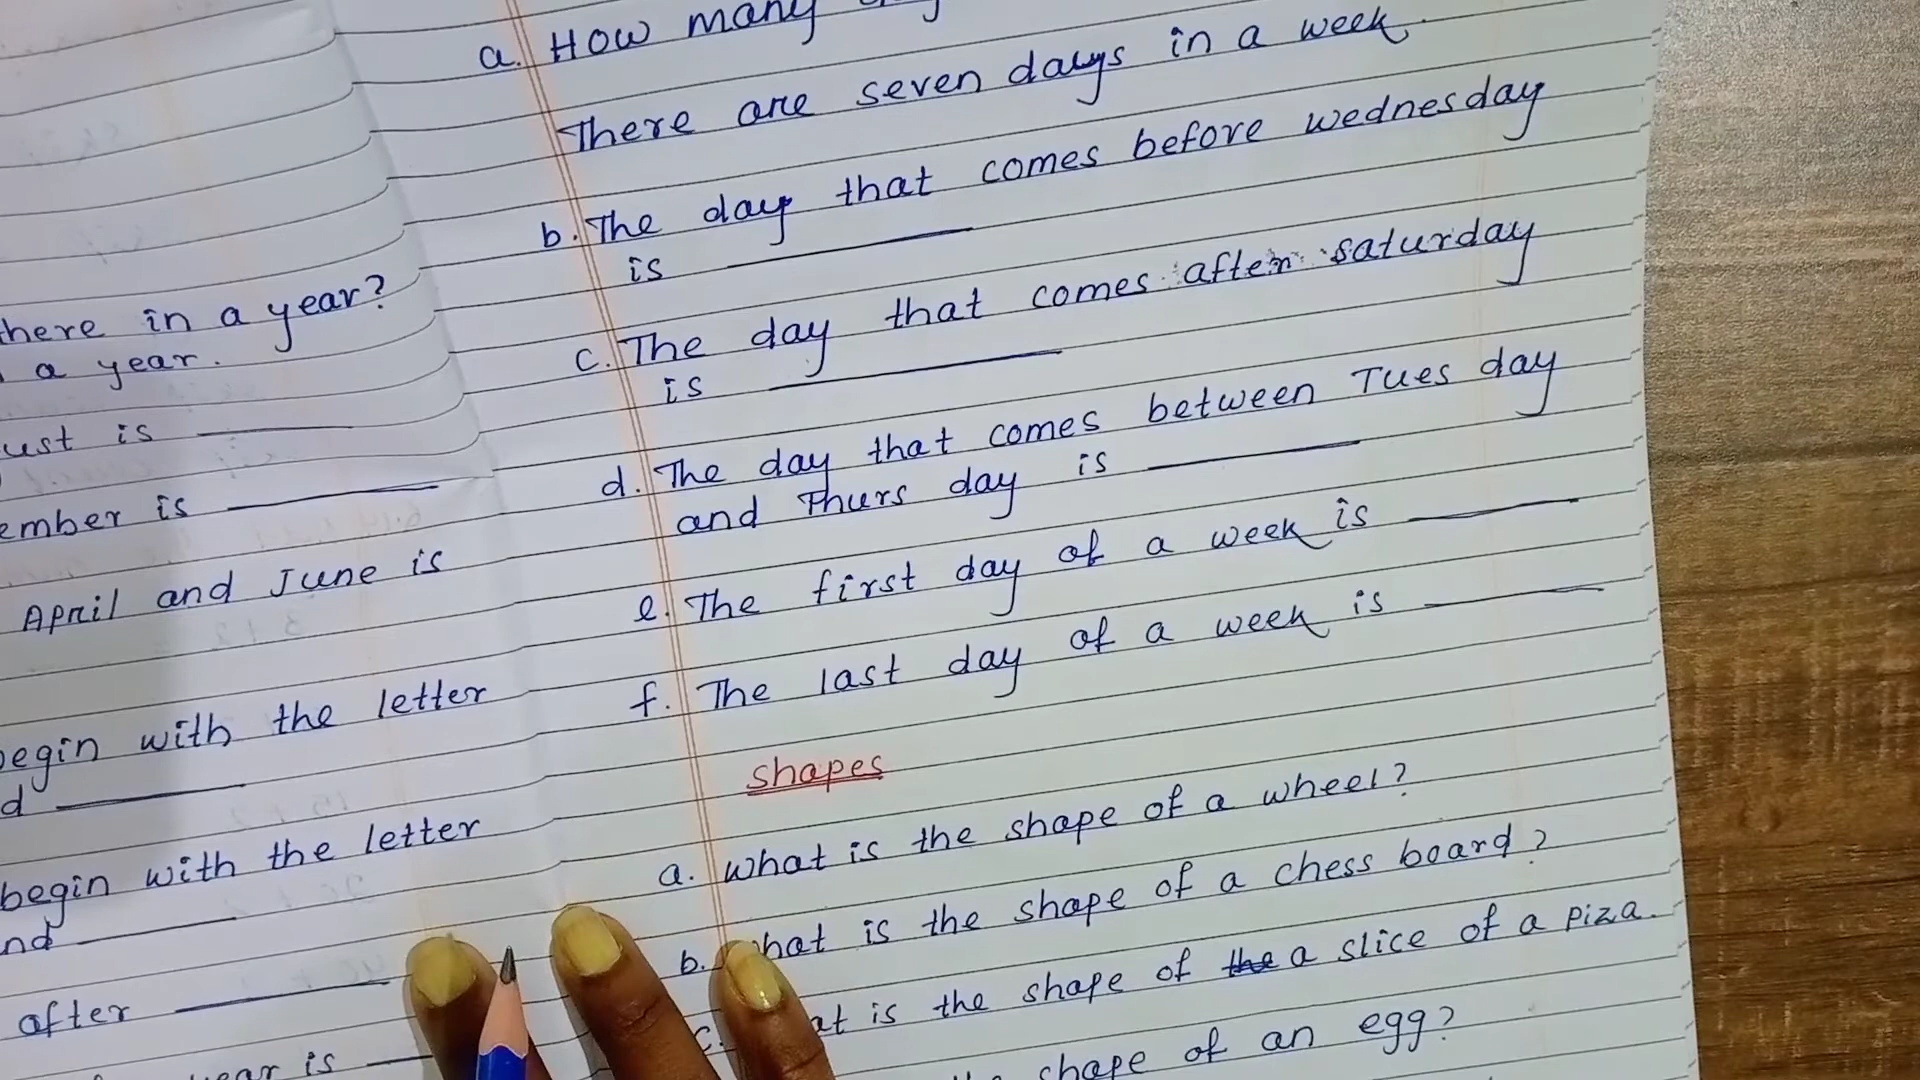 here in a year?
a year.
ust is
ember is
April and June is
begin with the letter
d
begin with the letter
nd
after
ear is
a. How many
There are seven days in a week.
b. The day that comes before wednesday
is
c. The day that comes after saturday
is
d. The day that comes between Tues day
and Thurs day is
e. The first day of a week is
f. The last day of a week is
shapes
a. What is the shape of a wheel?
b. hat is the shape of a chess board?
c. at is the shape of the a slice of a piza.
shape of an egg?